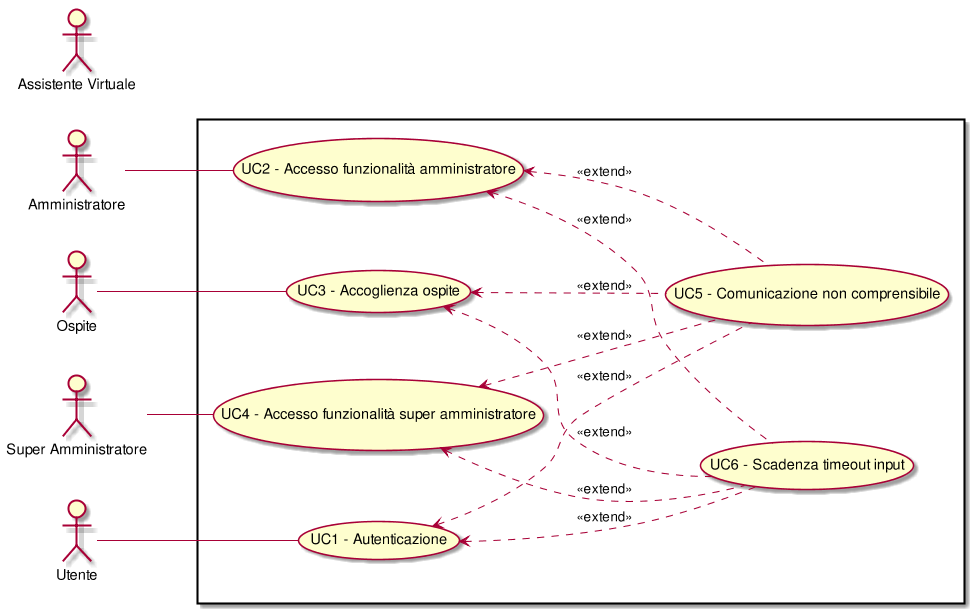 Assistente Virtuale
Amministratore
UC2 - Accesso funzionalità amministratore
«extend»
«extend»
Ospite
UC3 - Accoglienza ospite
«extend»
UC5 - Comunicazione non comprensibile
«extend»
«extend»
Super Amministratore
UC4 - Accesso funzionalità super amministratore
«extend»
UC6 - Scadenza timeout input
«extend»
«extend»
Utente
UC1 - Autenticazione